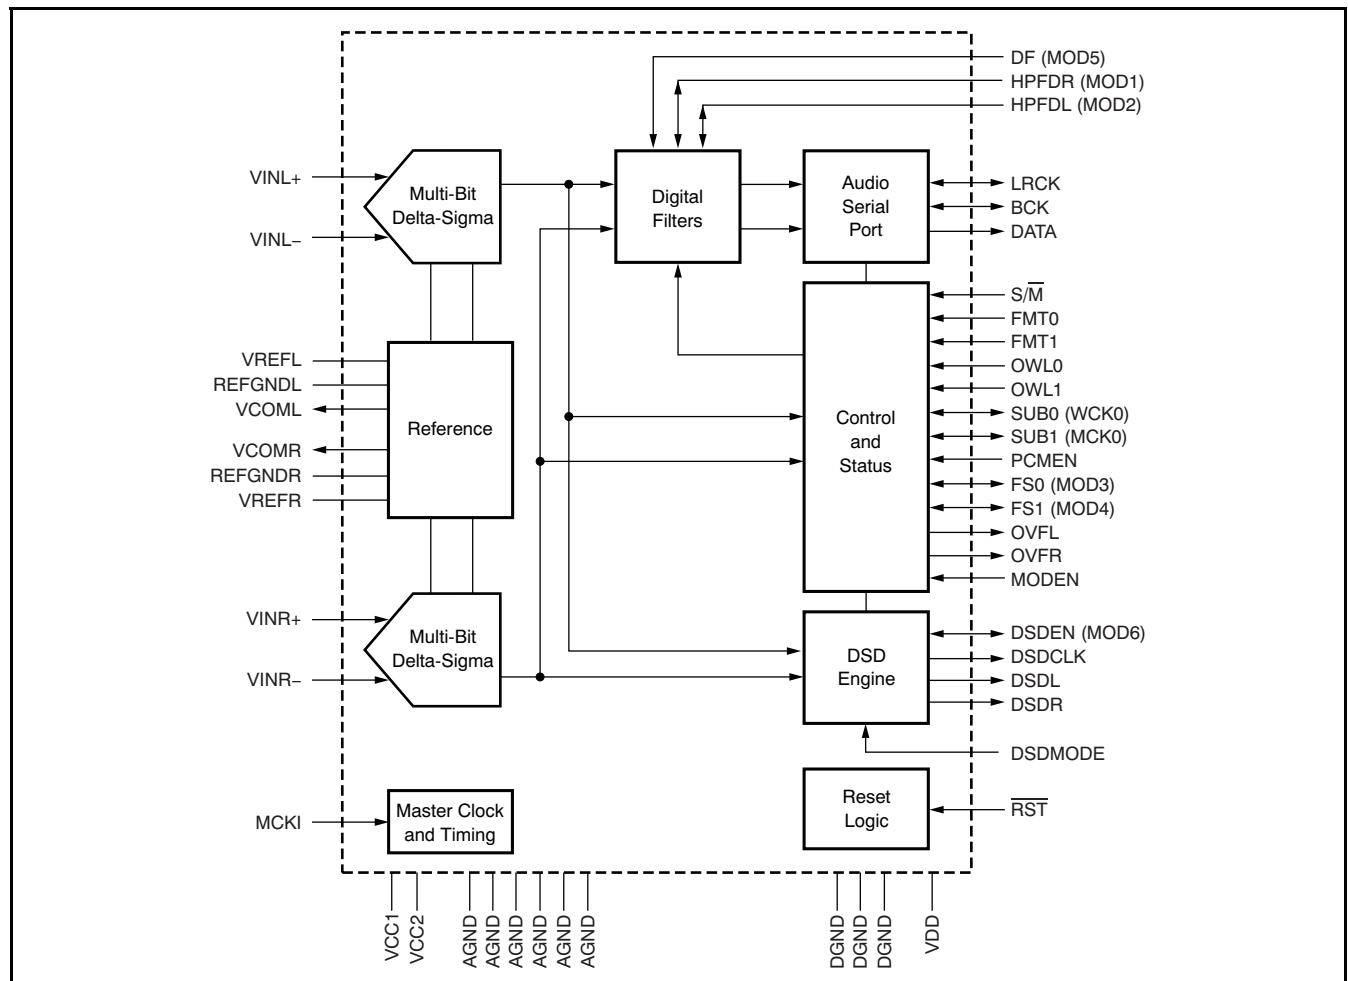 DF (MOD5)
HPFDR (MOD1)
HPFDL (MOD2)
VINL+
VINL−
Multi-Bit
Delta-Sigma
Digital
Filters
Audio
Serial
Port
LRCK
BCK
DATA
VREFL
REFGNDL
VCOML
VCOMR
REFGNDR
VREFR
Reference
Control
and
Status
S/M̅
FMT0
FMT1
OWL0
OWL1
SUB0 (WCK0)
SUB1 (MCK0)
PCMEN
FS0 (MOD3)
FS1 (MOD4)
OVFL
OVFR
MODEN
VINR+
VINR−
Multi-Bit
Delta-Sigma
DSD
Engine
DSDEN (MOD6)
DSDCLK
DSDL
DSDR
DSDMODE
MCKI
Master Clock
and Timing
Reset
Logic
R̅S̅T̅
VCC1
VCC2
AGND
AGND
AGND
AGND
AGND
AGND
DGND
DGND
DGND
VDD